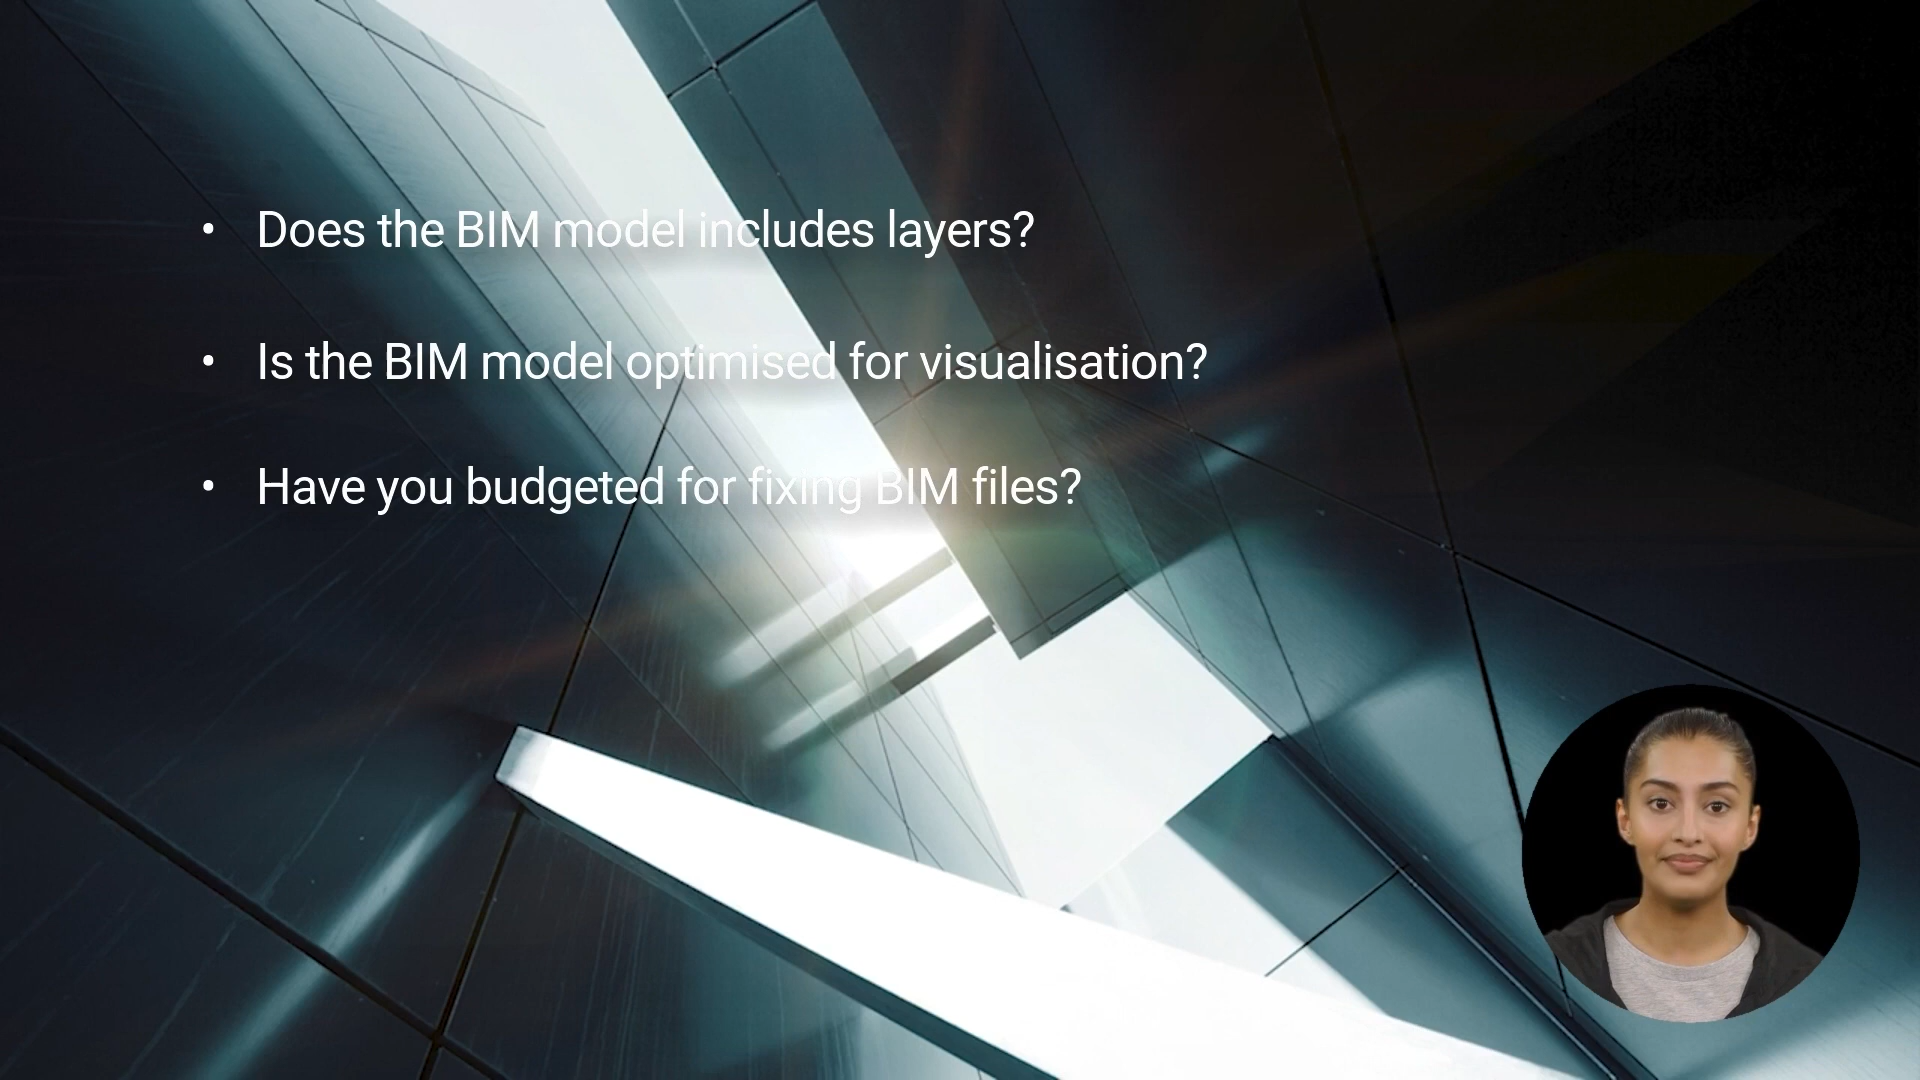 • Does the BIM model includes layers?
• Is the BIM model optimised for visualisation?
• Have you budgeted for fixing BIM files?